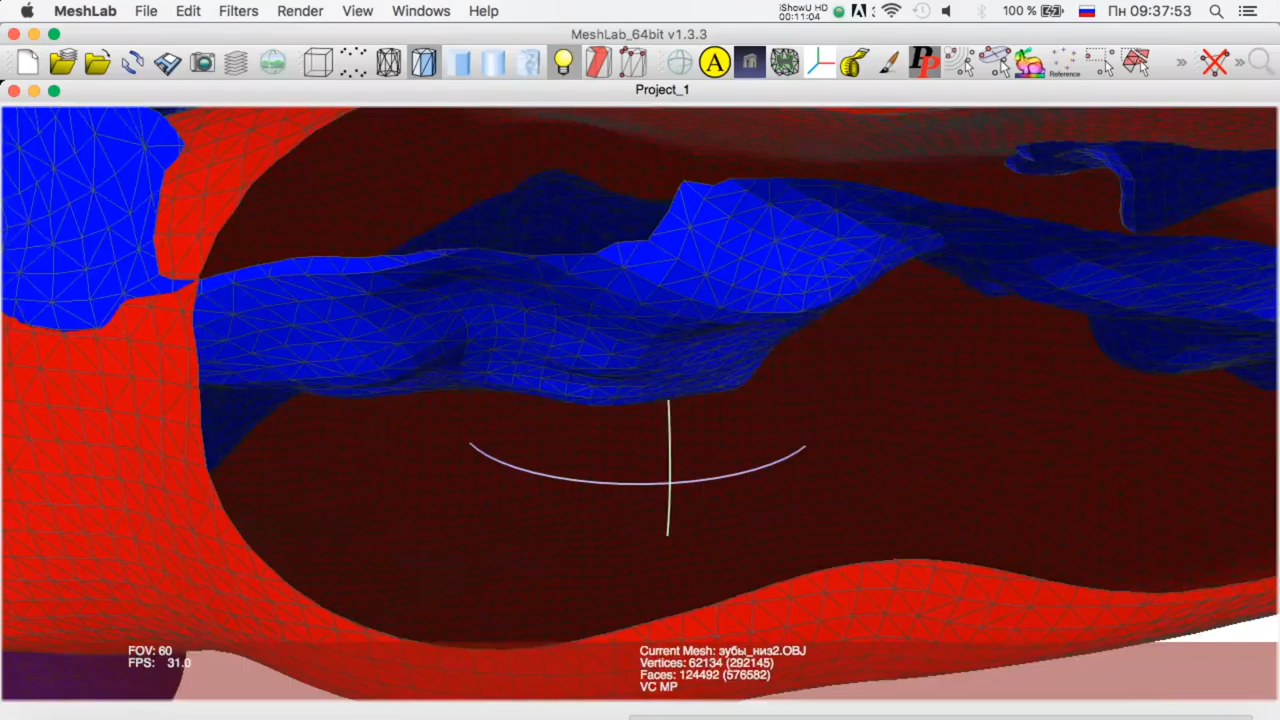 MeshLab File Edit Filters Render View Windows Help iShowU HD 00:11:04 100 % Пн 09:37:53
MeshLab_64bit v1.3.3
A
Reference
Project_1
FOV: 60
FPS: 31.0
Current Mesh: зубы_низ2.OBJ
Vertices: 62134 (292145)
Faces: 124492 (576582)
VC MP